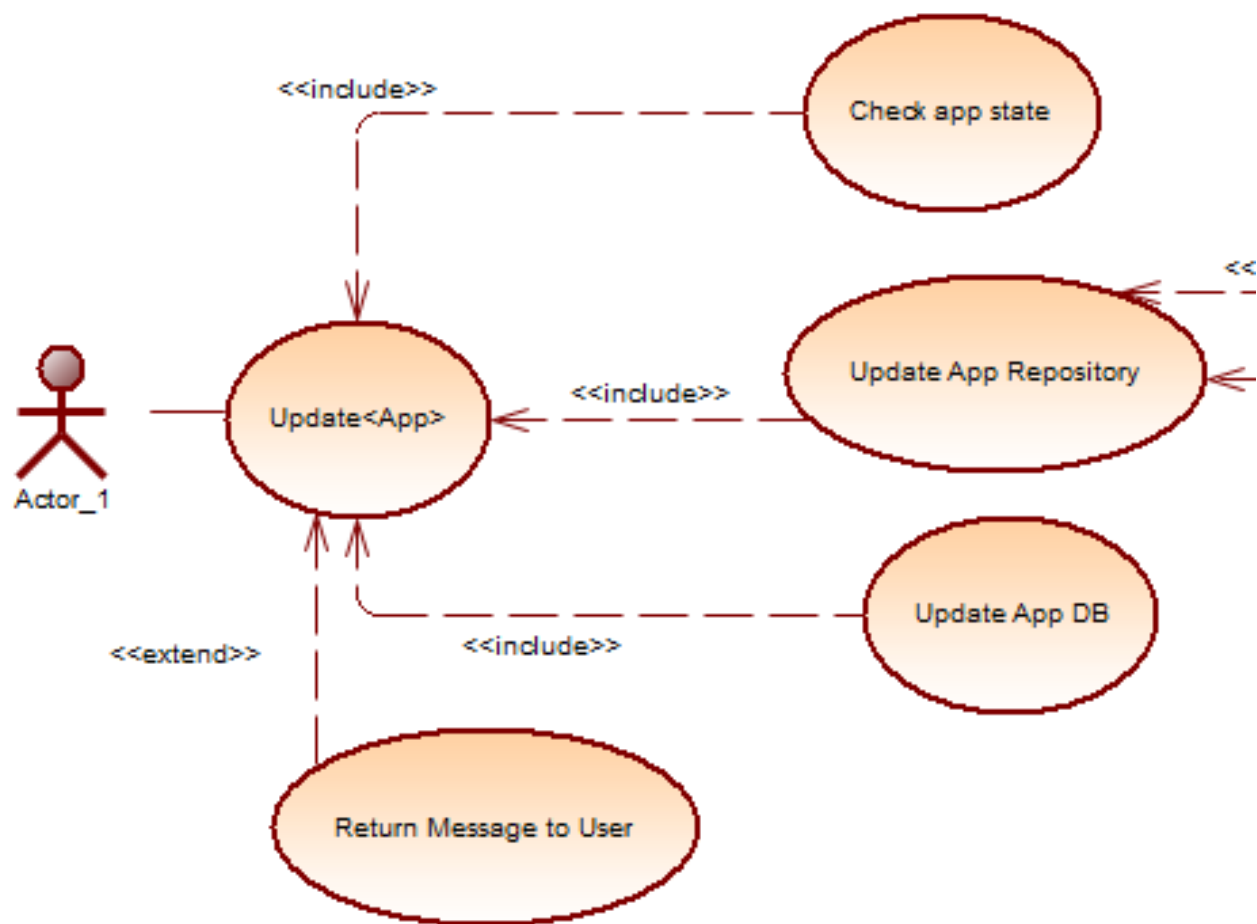 <<include>>
Check app state
<<
Update App Repository
<<include>>
Update<App>
Actor_1
Update App DB
<<include>>
<<extend>>
Return Message to User